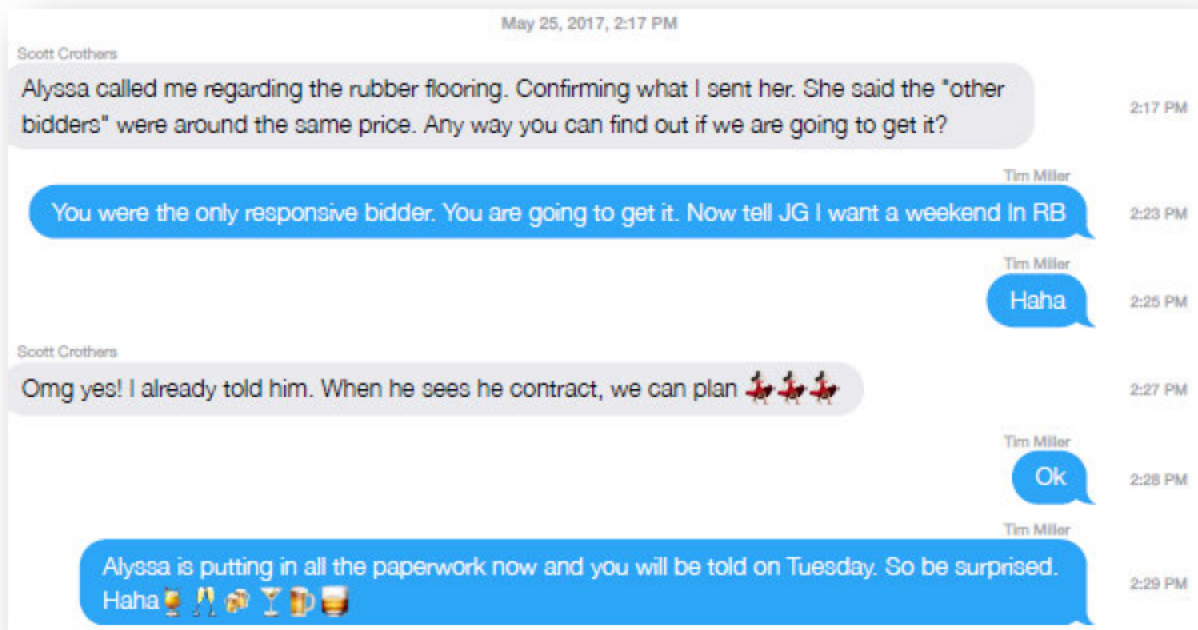 May 25, 2017, 2:17 PM
Scott Crothers
Alyssa called me regarding the rubber flooring. Confirming what I sent her. She said the "other
bidders" were around the same price. Any way you can find out if we are going to get it?
2:17 PM
Tim Miller
You were the only responsive bidder. You are going to get it. Now tell JG I want a weekend In RB
2:23 PM
Tim Miller
Haha
2:25 PM
Scott Crothers
Omg yes! I already told him. When he sees he contract, we can plan 💃💃💃
2:27 PM
Tim Miller
Ok
2:28 PM
Tim Miller
Alyssa is putting in all the paperwork now and you will be told on Tuesday. So be surprised.
Haha🍹🥂🍻🍸🍺🥃
2:29 PM